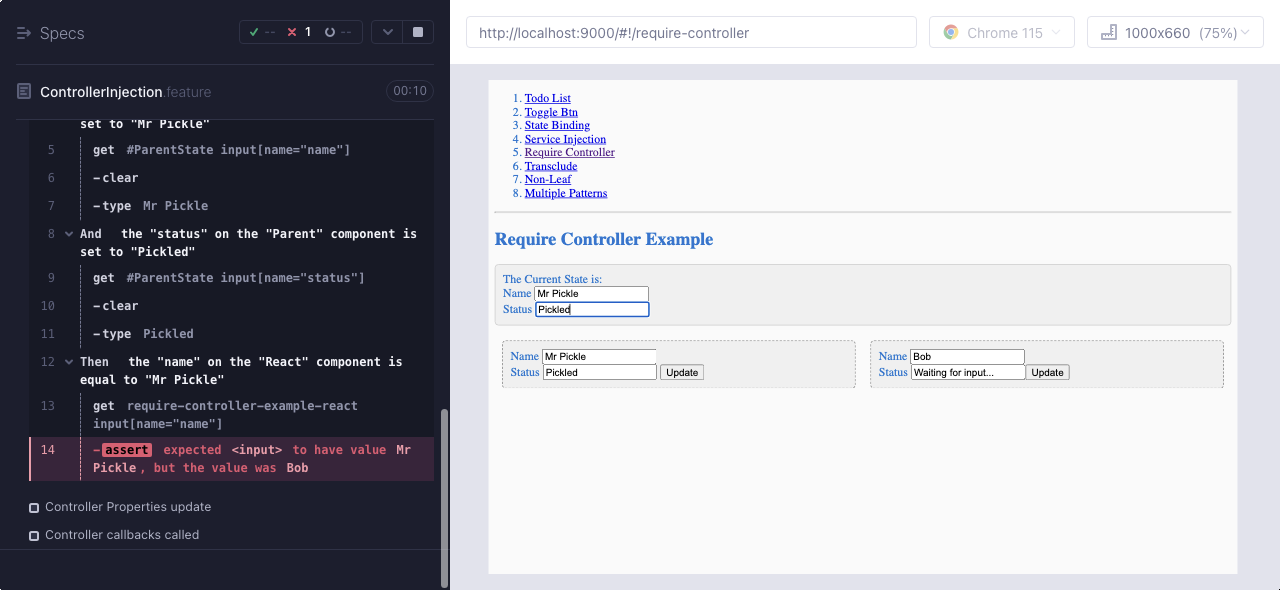 Specs
-- 1 --
ControllerInjection.feature
00:10
set to "Mr Pickle"
5 get #ParentState input[name="name"]
6 -clear
7 -type Mr Pickle
8 And the "status" on the "Parent" component is
set to "Pickled"
9 get #ParentState input[name="status"]
10 -clear
11 -type Pickled
12 Then the "name" on the "React" component is
equal to "Mr Pickle"
13 get require-controller-example-react
input[name="name"]
14 -assert expected <input> to have value Mr
Pickle, but the value was Bob
Controller Properties update
Controller callbacks called
http://localhost:9000/#!/require-controller
Chrome 115
1000x660 (75%)
1. Todo List
2. Toggle Btn
3. State Binding
4. Service Injection
5. Require Controller
6. Transclude
7. Non-Leaf
8. Multiple Patterns
Require Controller Example
The Current State is:
Name Mr Pickle
Status Pickled
Name Mr Pickle
Status Pickled Update
Name Bob
Status Waiting for input... Update